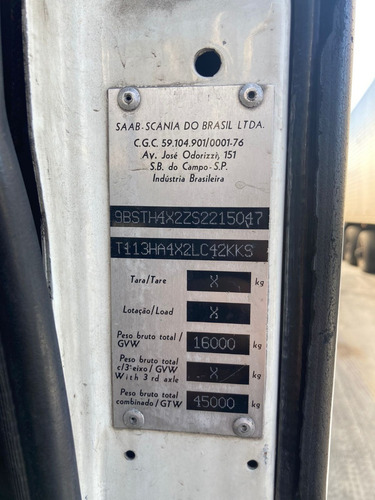 SAAB-SCANIA DO BRASIL LTDA.
C.G.C. 59.104.901/0001-76
Av. José Odorizzi, 151
S.B. do Campo-S.P.
Indústria Brasileira
9BSTH4X2ZS2215047
T113HA4X2LC42KKS
Tara/Tare X kg
Lotação/Load X kg
Peso bruto total/
GVW 16000 kg
Peso bruto total
c/3º eixo/GVW X kg
With 3 rd axle
Peso bruto total
combinado/GTW 45000 kg